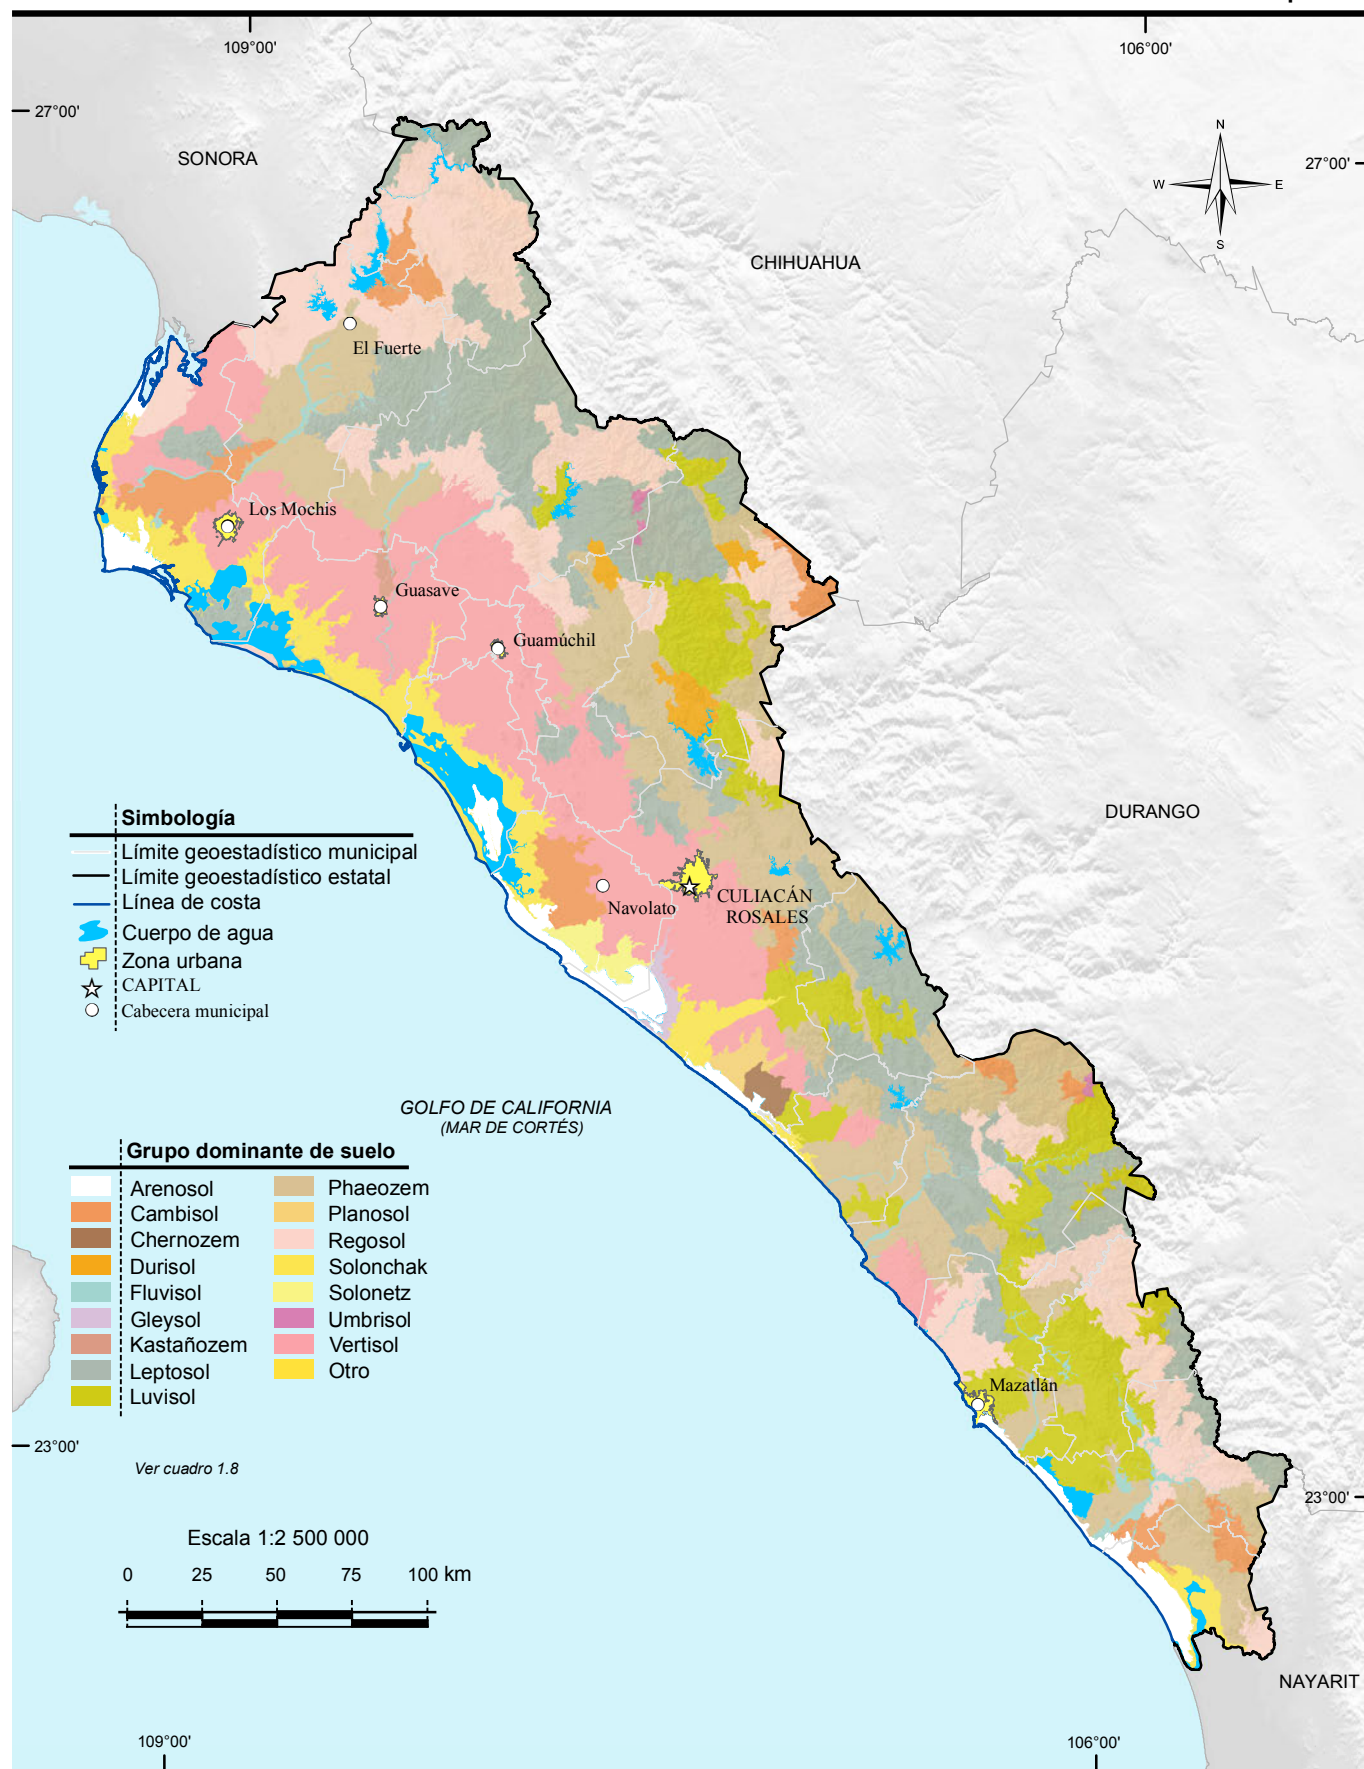 109°00'
106°00'
27°00'
27°00'
SONORA
N
W
E
S
CHIHUAHUA
El Fuerte
Los Mochis
Guasave
Guamúchil
DURANGO
Simbología
Límite geoestadístico municipal
Límite geoestadístico estatal
Línea de costa
Cuerpo de agua
Zona urbana
CAPITAL
Cabecera municipal
Navolato
CULIACÁN
ROSALES
GOLFO DE CALIFORNIA
(MAR DE CORTÉS)
Grupo dominante de suelo
Arenosol
Cambisol
Chernozem
Durisol
Fluvisol
Gleysol
Kastañozem
Leptosol
Luvisol
Phaeozem
Planosol
Regosol
Solonchak
Solonetz
Umbrisol
Vertisol
Otro
Mazatlán
23°00'
23°00'
Ver cuadro 1.8
Escala 1:2 500 000
0 25 50 75 100 km
NAYARIT
109°00'
106°00'